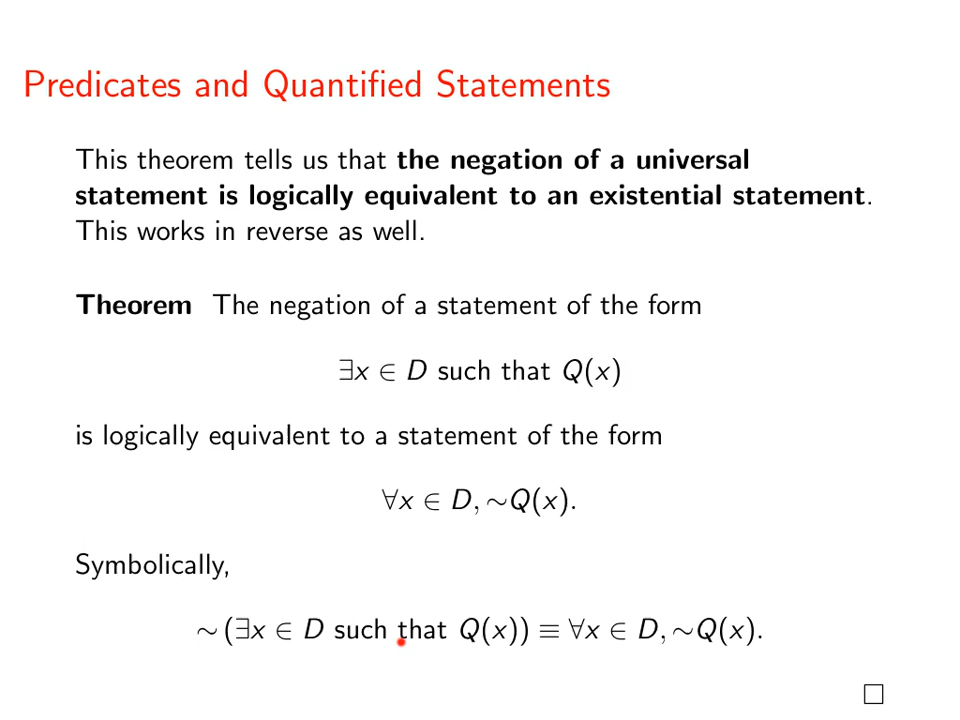 Predicates and Quantified Statements
This theorem tells us that the negation of a universal
statement is logically equivalent to an existential statement.
This works in reverse as well.
Theorem The negation of a statement of the form
∃x ∈ D such that Q(x)
is logically equivalent to a statement of the form
∀x ∈ D, ∼Q(x).
Symbolically,
∼ (∃x ∈ D such that Q(x)) ≡ ∀x ∈ D, ∼Q(x).
□